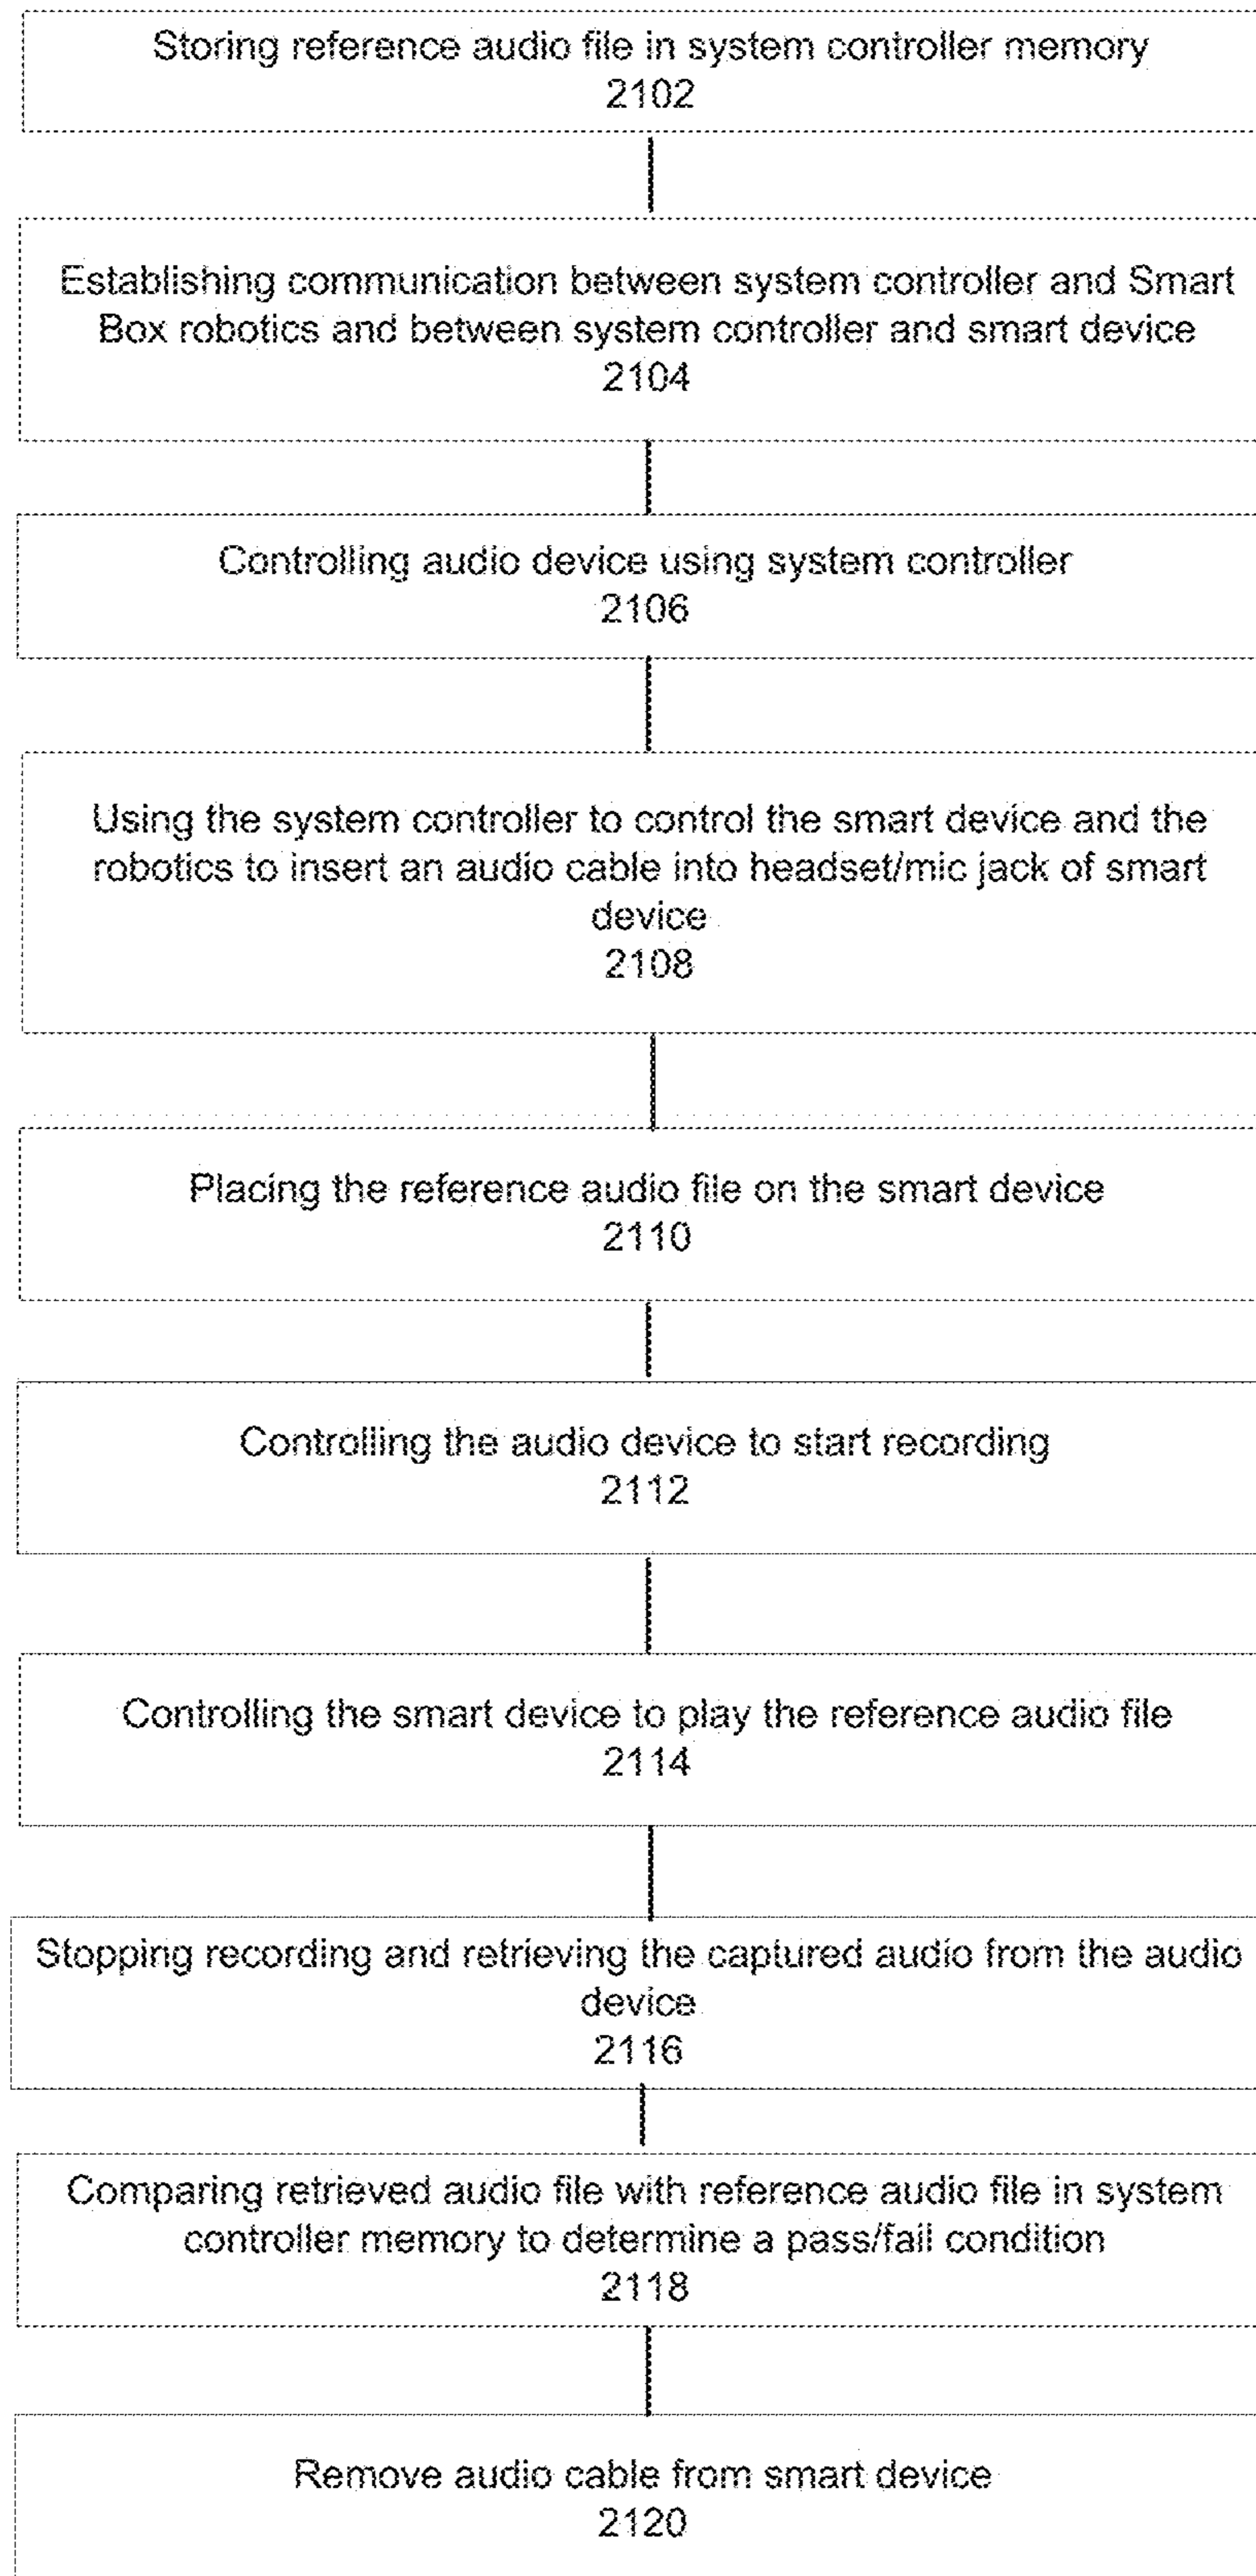 Storing reference audio file in system controller memory
2102
Establishing communication between system controller and Smart
Box robotics and between system controller and smart device
2104
Controlling audio device using system controller
2106
Using the system controller to control the smart device and the
robotics to insert an audio cable into headset/mic jack of smart
device
2108
Placing the reference audio file on the smart device
2110
Controlling the audio device to start recording
2112
Controlling the smart device to play the reference audio file
2114
Stopping recording and retrieving the captured audio from the audio
device
2116
Comparing retrieved audio file with reference audio file in system
controller memory to determine a pass/fail condition
2118
Remove audio cable from smart device
2120